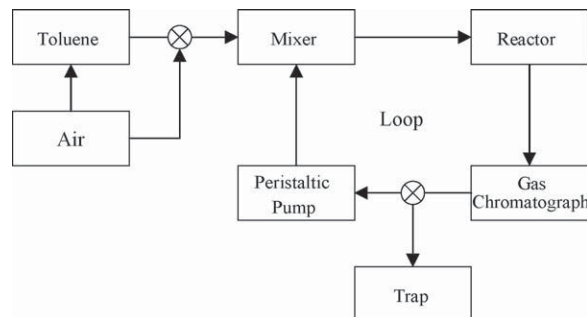 Toluene
Mixer
Reactor
Air
Loop
Peristaltic
Pump
Gas
Chromatograph
Trap